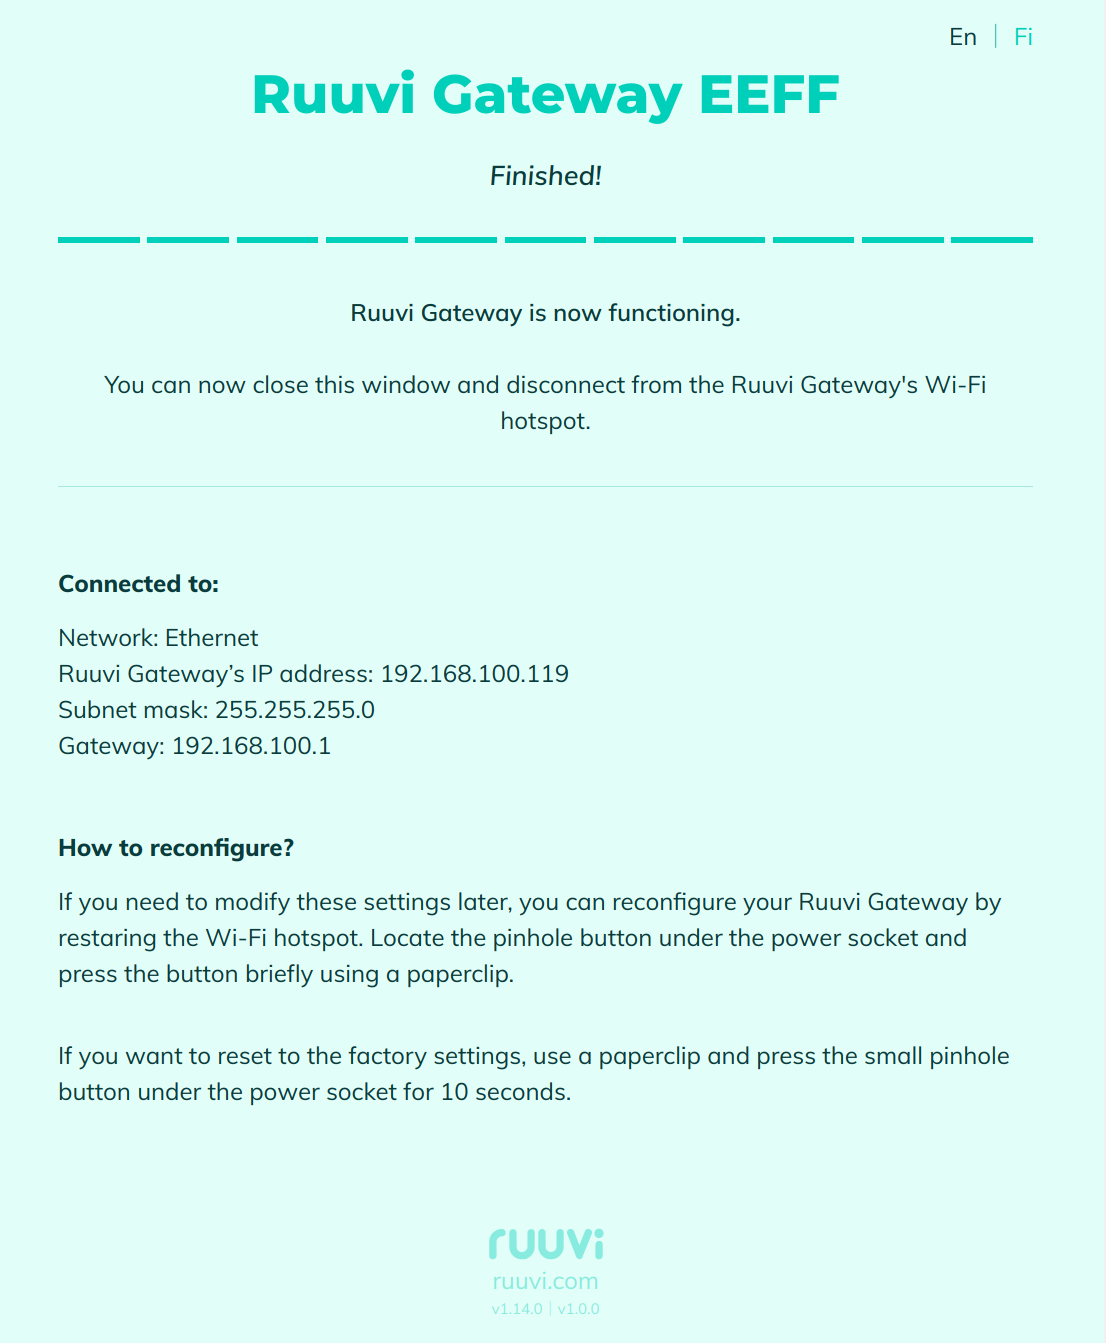 En | Fi
Ruuvi Gateway EEFF
Finished!
Ruuvi Gateway is now functioning.
You can now close this window and disconnect from the Ruuvi Gateway's Wi-Fi
hotspot.
Connected to:
Network: Ethernet
Ruuvi Gateway’s IP address: 192.168.100.119
Subnet mask: 255.255.255.0
Gateway: 192.168.100.1
How to reconfigure?
If you need to modify these settings later, you can reconfigure your Ruuvi Gateway by
restaring the Wi-Fi hotspot. Locate the pinhole button under the power socket and
press the button briefly using a paperclip.
If you want to reset to the factory settings, use a paperclip and press the small pinhole
button under the power socket for 10 seconds.
ruuvi
ruuvi.com
v1.14.0 | v1.0.0